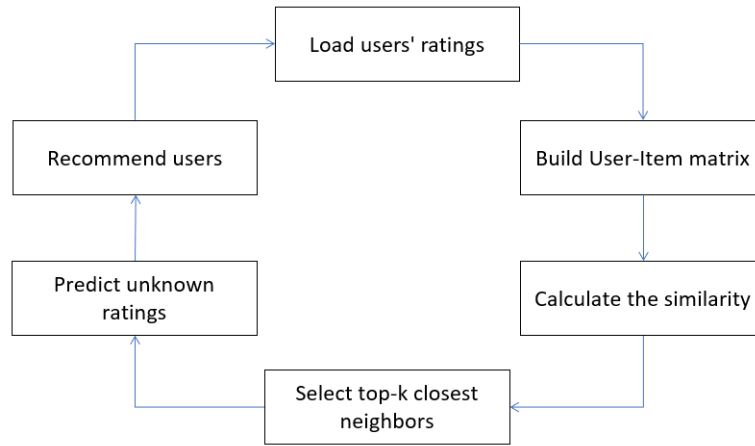 Load users' ratings
Build User-Item matrix
Calculate the similarity
Select top-k closest
neighbors
Predict unknown
ratings
Recommend users